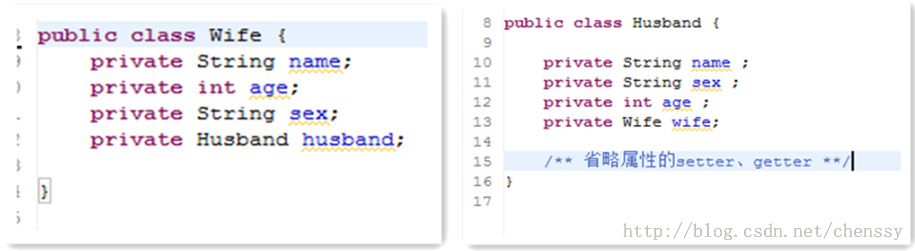 public class Wife {
private String name;
private int age;
private String sex;
private Husband husband;
}
8 public class Husband {
9
10 private String name ;
11 private String sex ;
12 private int age ;
13 private Wife wife;
14
15 /** 省略属性的setter、getter **/
16 }
17
http://blog.csdn.net/chenssy